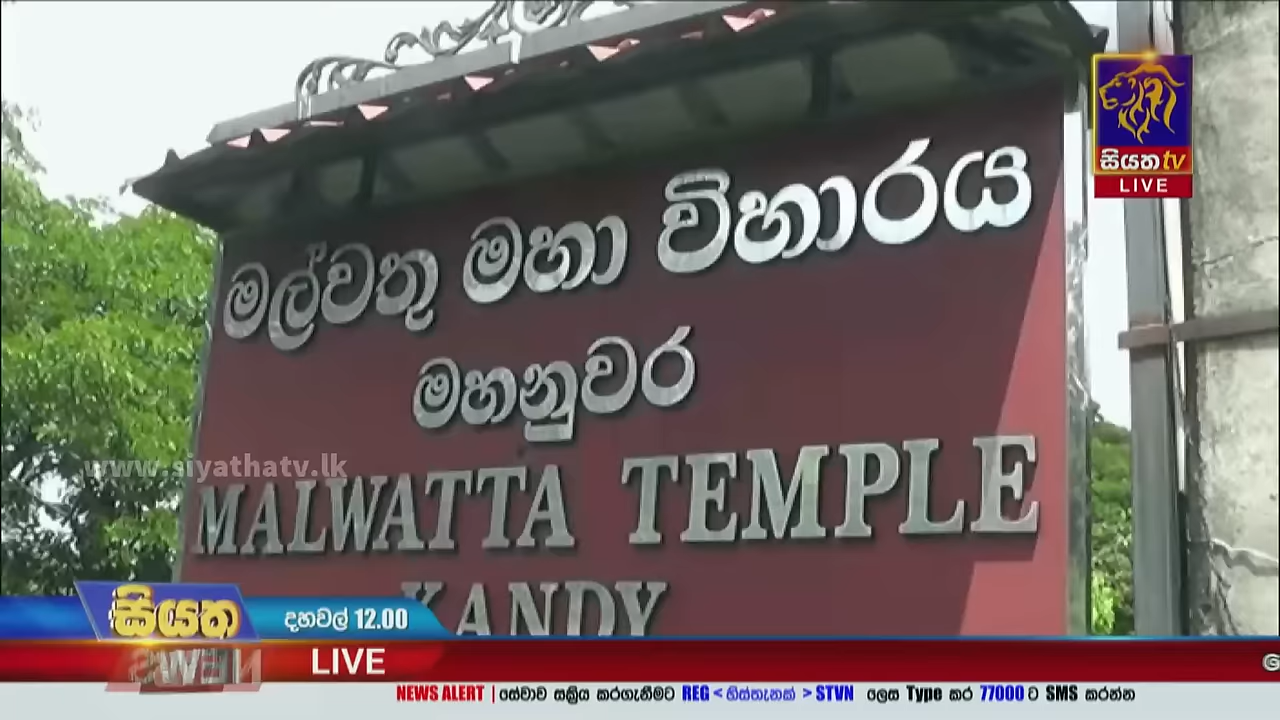 සියත tv
LIVE
මල්වතු මහා විහාරය
මහනුවර
www.siyathatv.lk
MALWATTA TEMPLE
KANDY
සියත
දහවල් 12.00
NEWS
LIVE
NEWS ALERT | සේවාව සක්‍රිය කරගැනීමට REG < හිස්තැනක් > STVN ලෙස Type කර 77000 ට SMS කරන්න